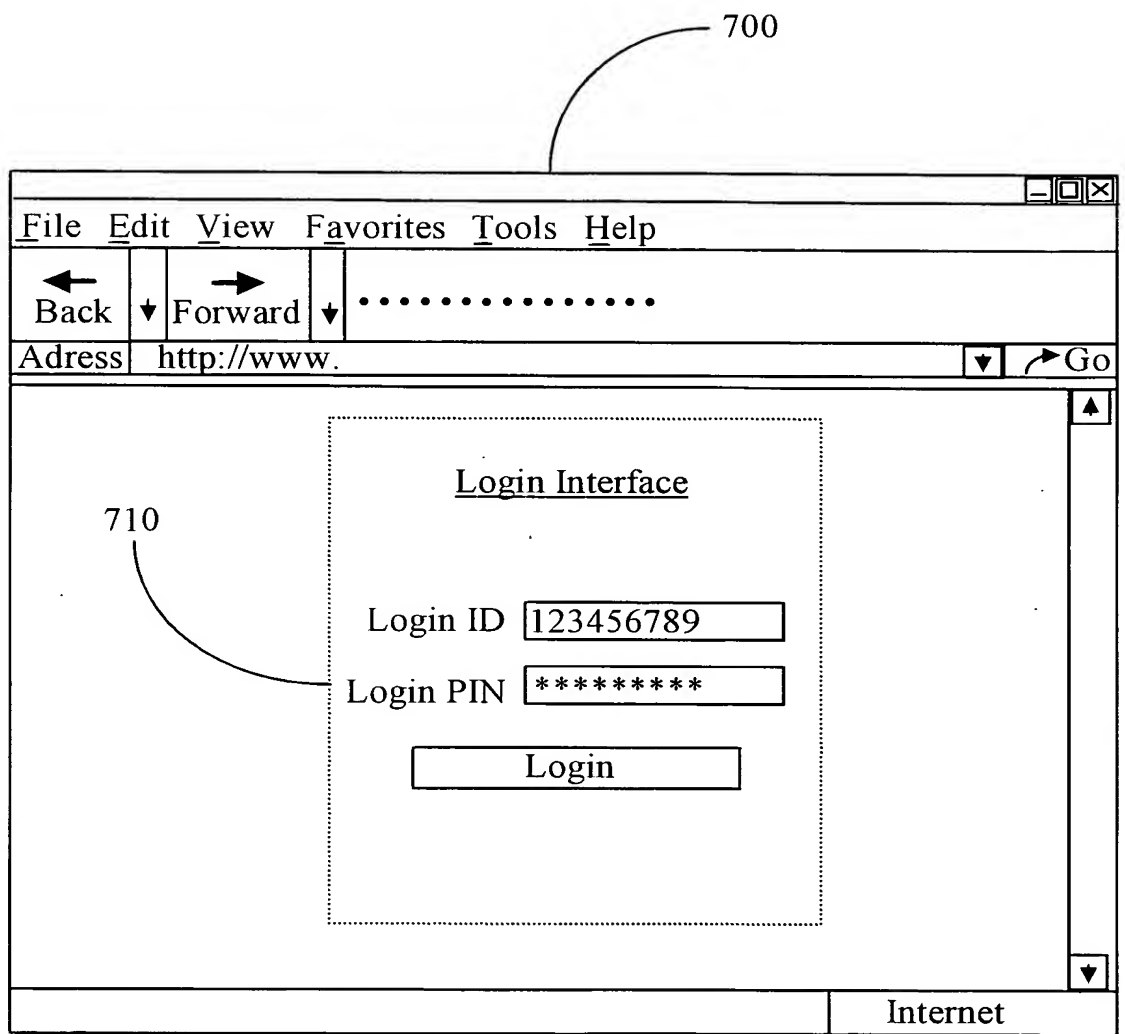 700
File Edit View Favorites Tools Help
Back Forward ...............
Adress http://www. Go
Login Interface
710
Login ID 123456789
Login PIN *********
Login
Internet